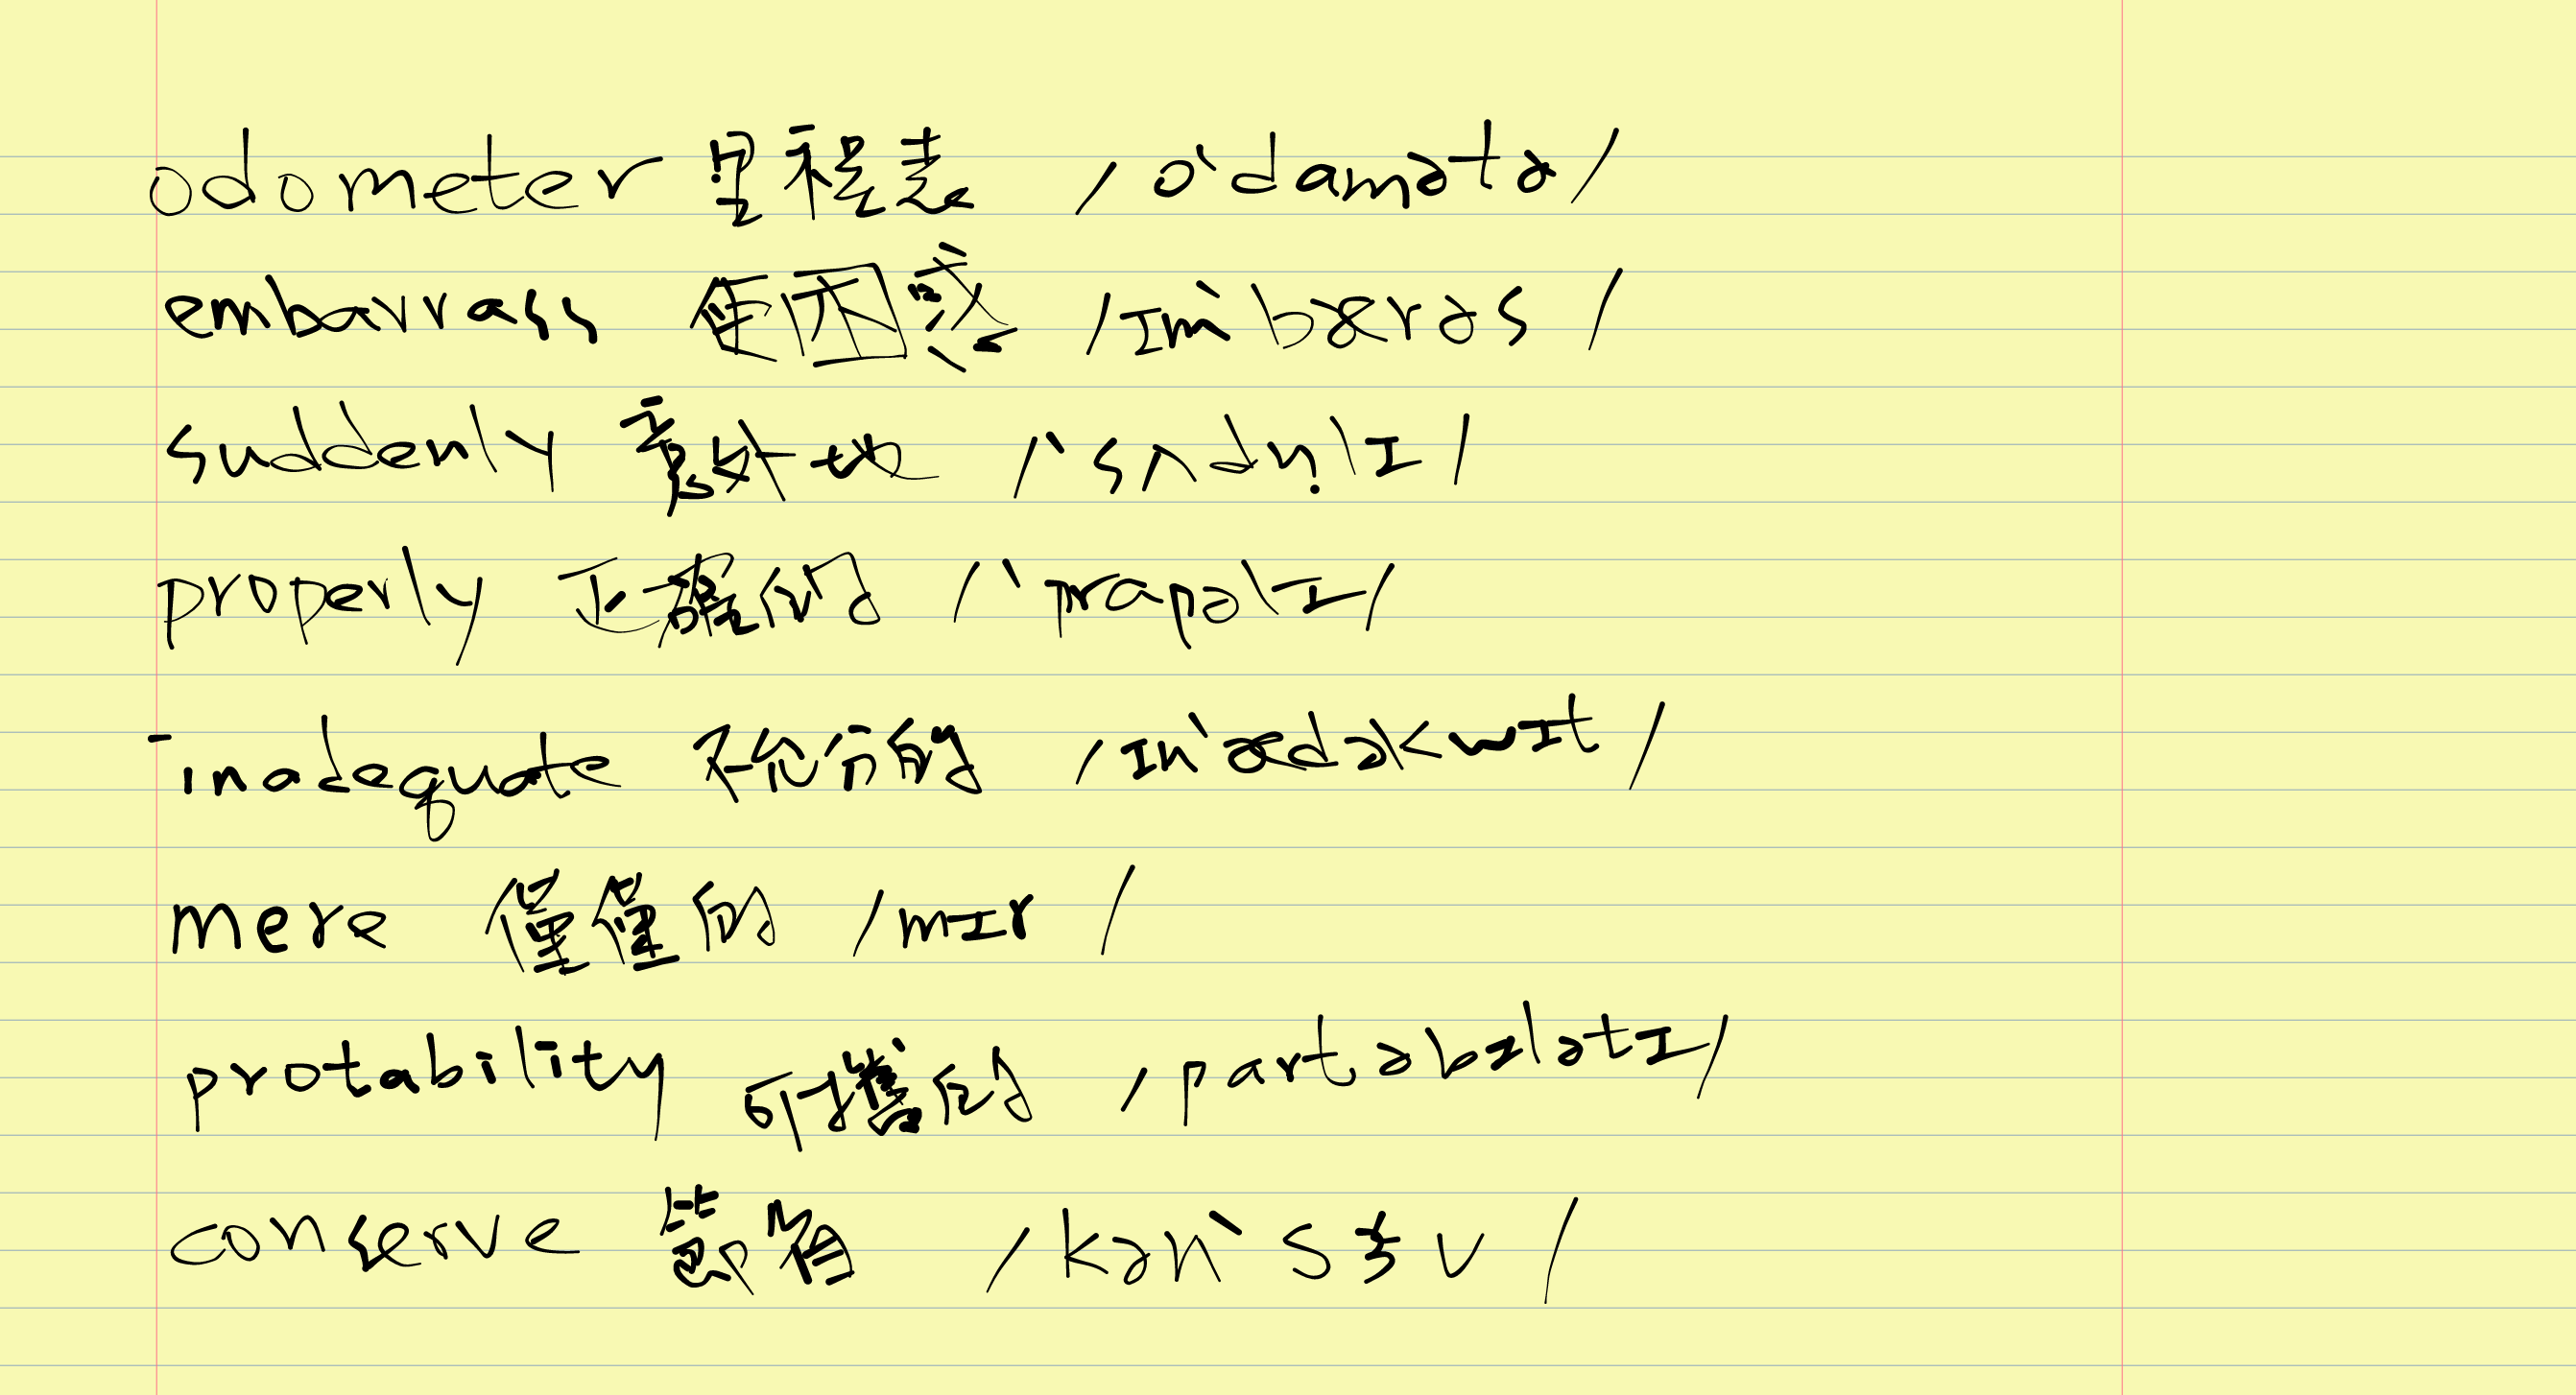 odometer 里程表 /o'damətɚ/
embarrass 使困惑 /ɪm'bærəs/
suddenly 意外地 /'sʌdn̩lɪ/
properly 正確的 /'prapɚlɪ/
inadequate 不充分的 /ɪn'ædəkwɪt/
mere 僅僅的 /mɪr/
protability 可攜的 /partəbɪlətɪ/
conserve 節省 /kən'sɝv/